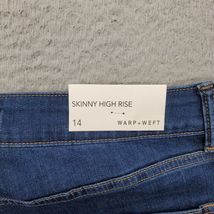 SKINNY HIGH RISE
14
WARP + WEFT